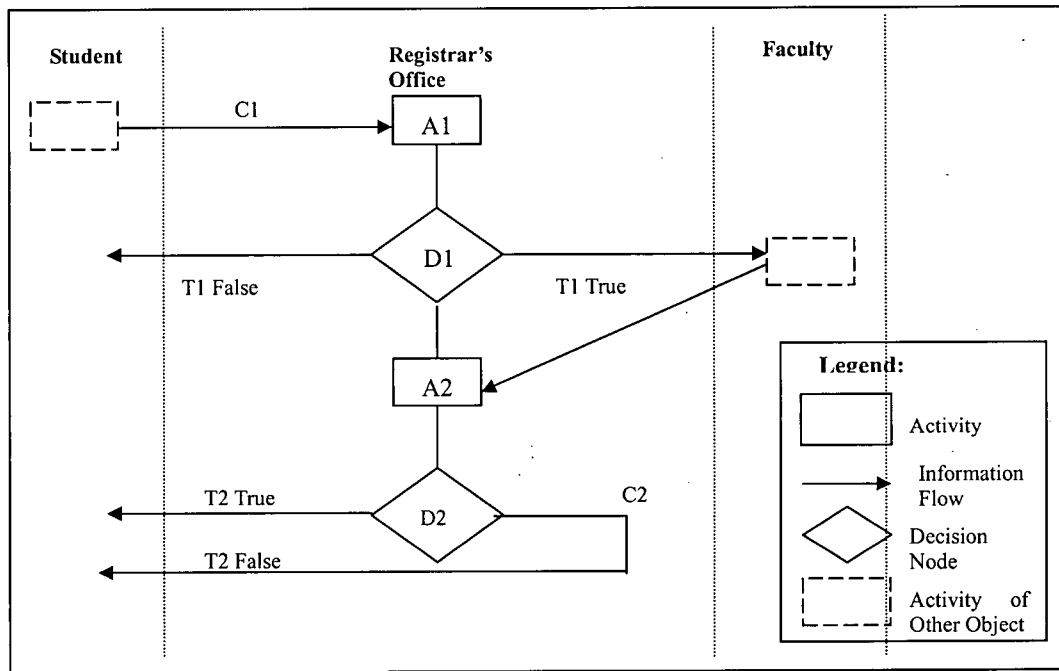 Student
Registrar's
Office
Faculty
C1
A1
D1
T1 False
T1 True
A2
Legend:
Activity
Information
Flow
T2 True
D2
C2
T2 False
Decision
Node
Activity of
Other Object